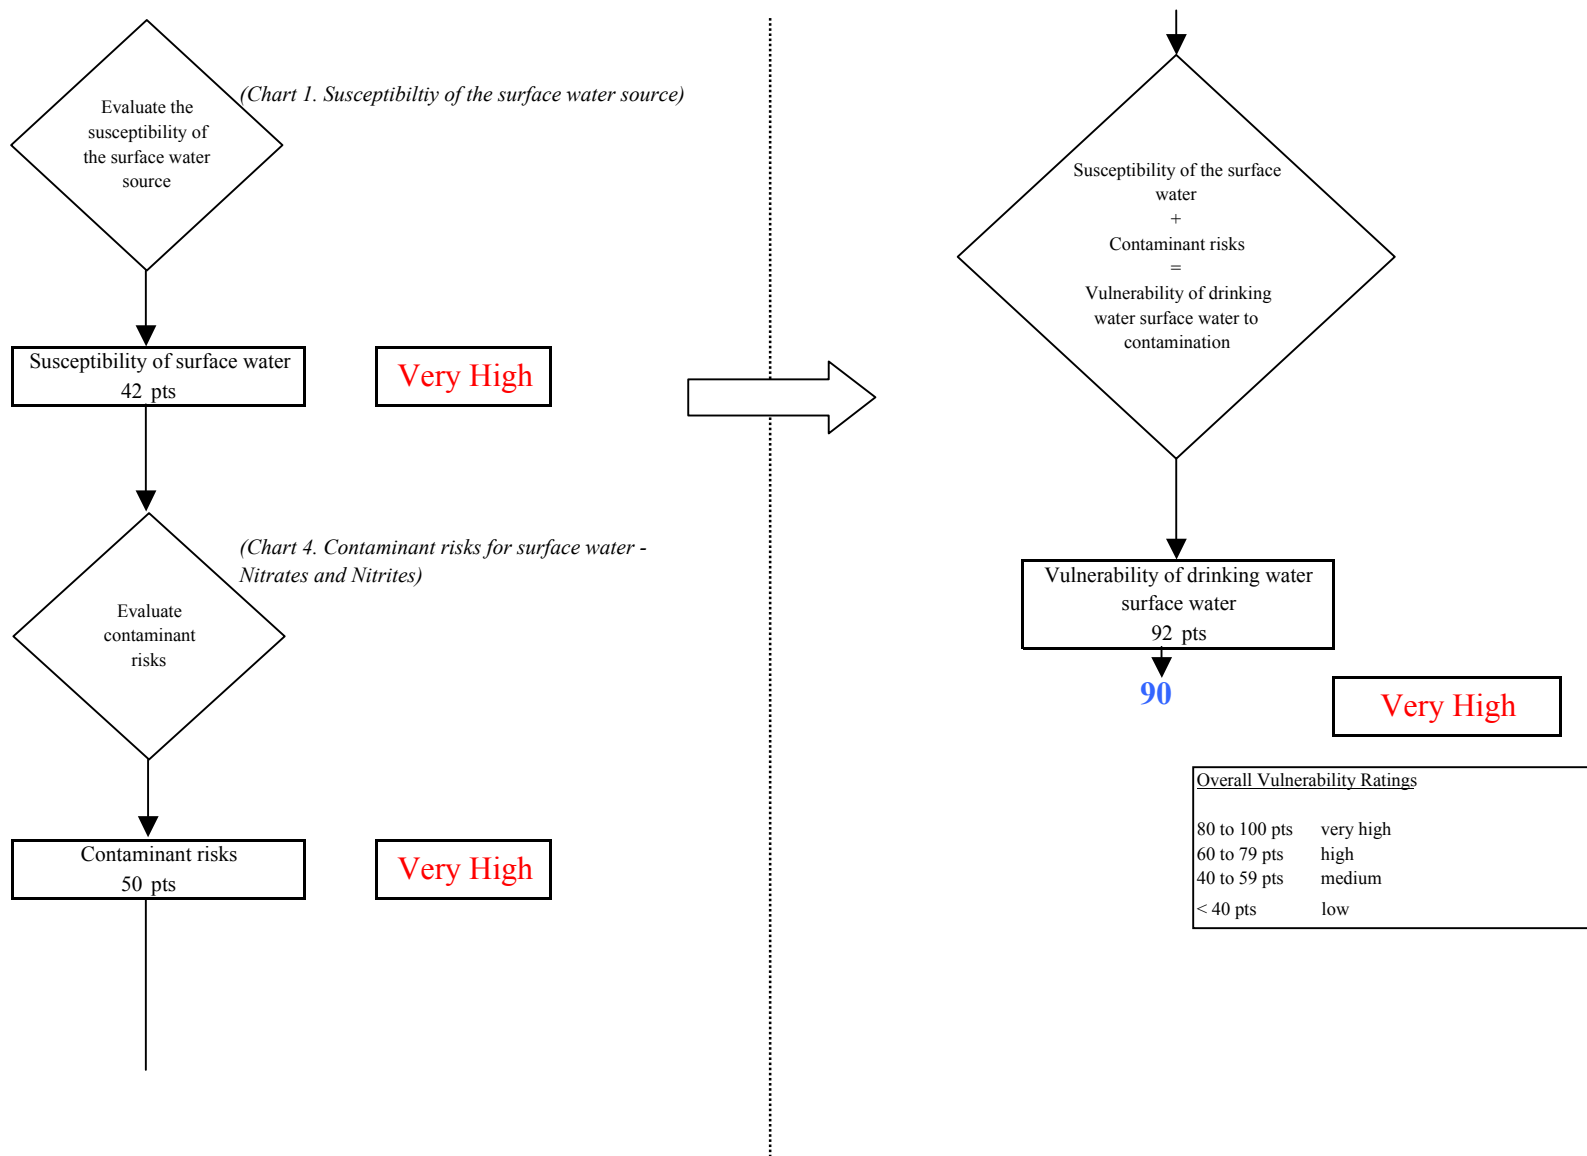 Evaluate the
susceptibility of
the surface water
source
(Chart 1. Susceptibiltiy of the surface water source)
Susceptibility of surface water
42 pts
Very High
(Chart 4. Contaminant risks for surface water -
Nitrates and Nitrites)
Evaluate
contaminant
risks
Contaminant risks
50 pts
Very High
Susceptibility of the surface
water
+
Contaminant risks
=
Vulnerability of drinking
water surface water to
contamination
Vulnerability of drinking water
surface water
92 pts
90
Very High
Overall Vulnerability Ratings
80 to 100 pts very high
60 to 79 pts high
40 to 59 pts medium
< 40 pts low